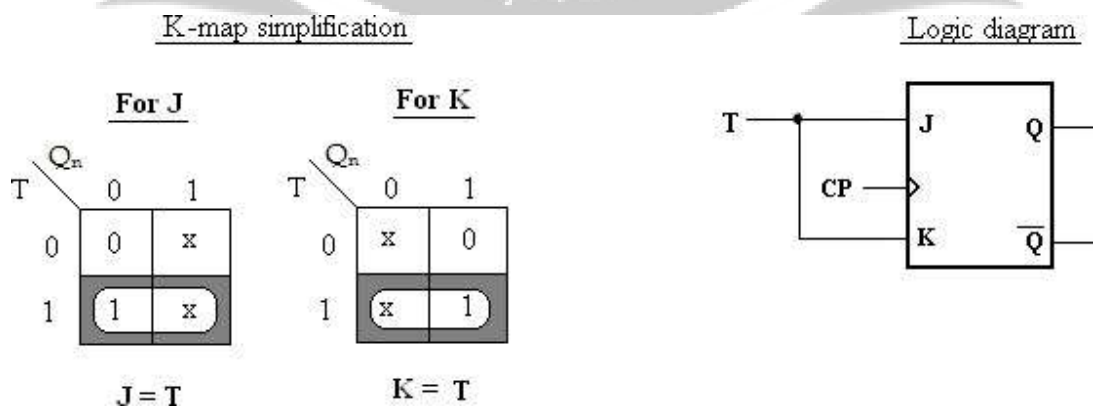 K-map simplification
Logic diagram
For J
For K
Qn
T 0 1
0 0 x
1 1 x
J = T
Qn
T 0 1
0 x 0
1 x 1
K = T
T J Q
CP
K Q̅